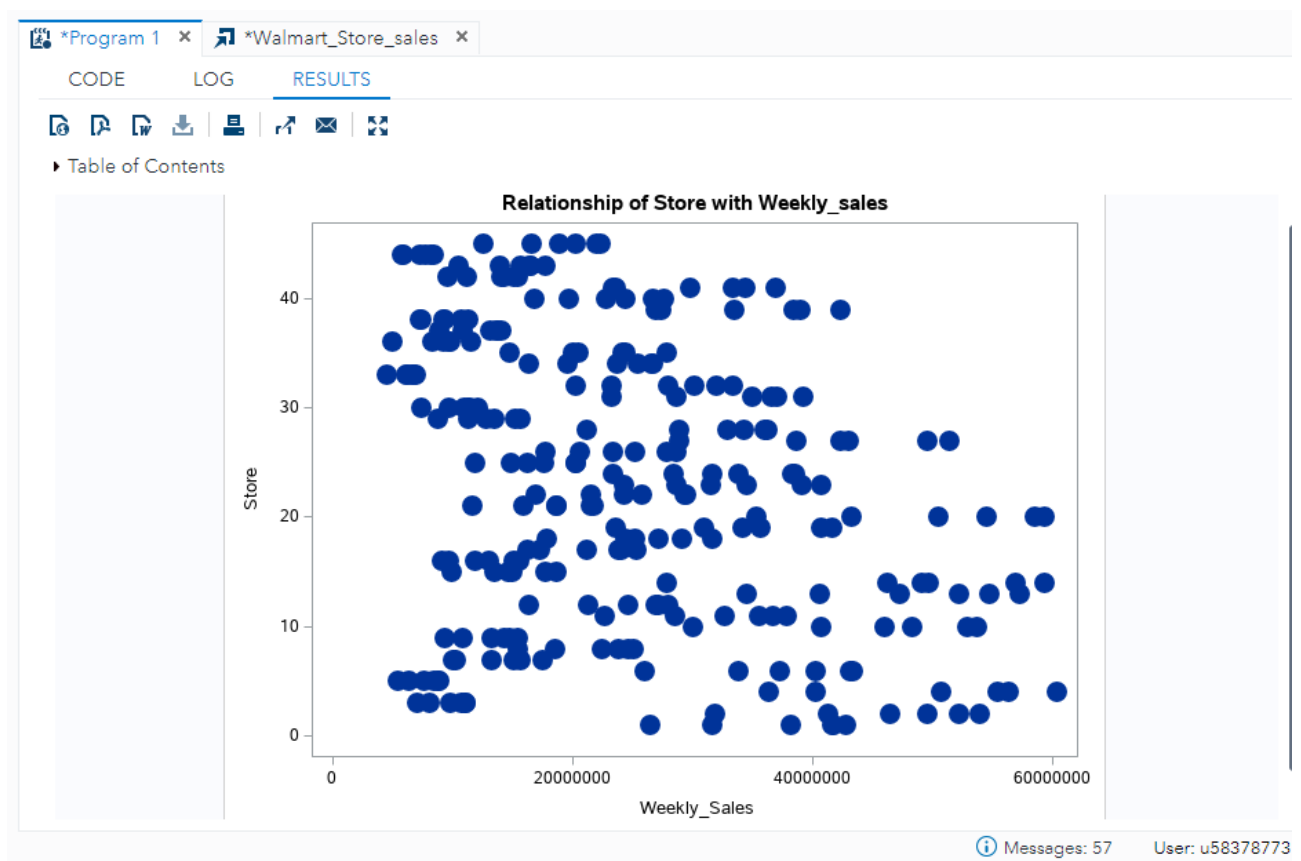 *Program 1 × *Walmart_Store_sales ×
CODE LOG RESULTS
Table of Contents
Relationship of Store with Weekly_sales
40
30
20
10
0
Store
0 20000000 40000000 60000000
Weekly_Sales
Messages: 57 User: u58378773